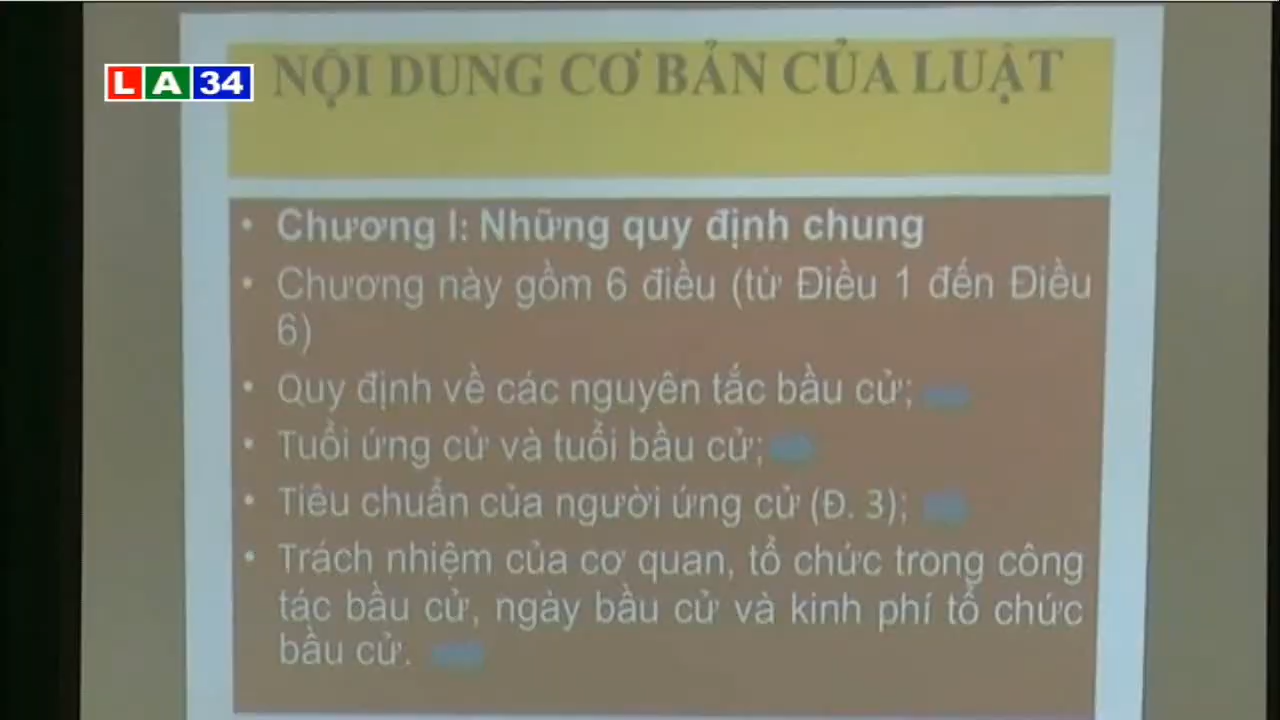 LA34
NỘI DUNG CƠ BẢN CỦA LUẬT
• Chương I: Những quy định chung
• Chương này gồm 6 điều (từ Điều 1 đến Điều
6)
• Quy định về các nguyên tắc bầu cử;
• Tuổi ứng cử và tuổi bầu cử;
• Tiêu chuẩn của người ứng cử (Đ. 3);
• Trách nhiệm của cơ quan, tổ chức trong công
tác bầu cử, ngày bầu cử và kinh phí tổ chức
bầu cử.